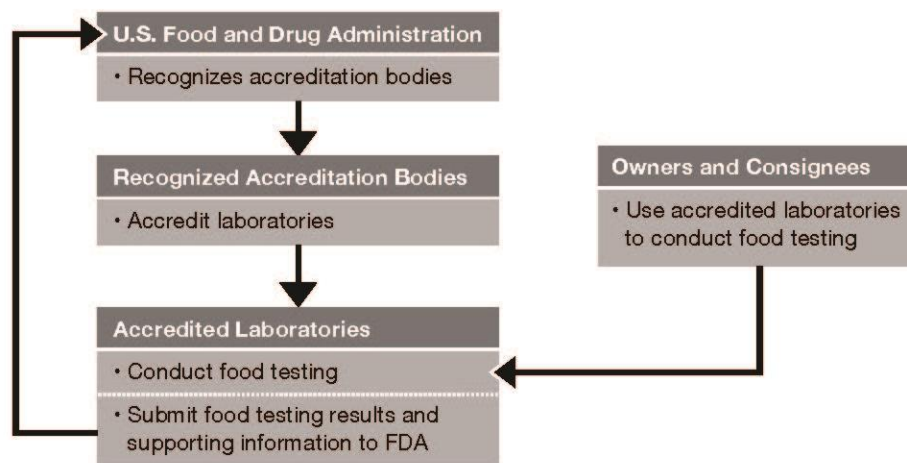 U.S. Food and Drug Administration
• Recognizes accreditation bodies
Recognized Accreditation Bodies
• Accredit laboratories
Owners and Consignees
• Use accredited laboratories
to conduct food testing
Accredited Laboratories
• Conduct food testing
• Submit food testing results and
supporting information to FDA